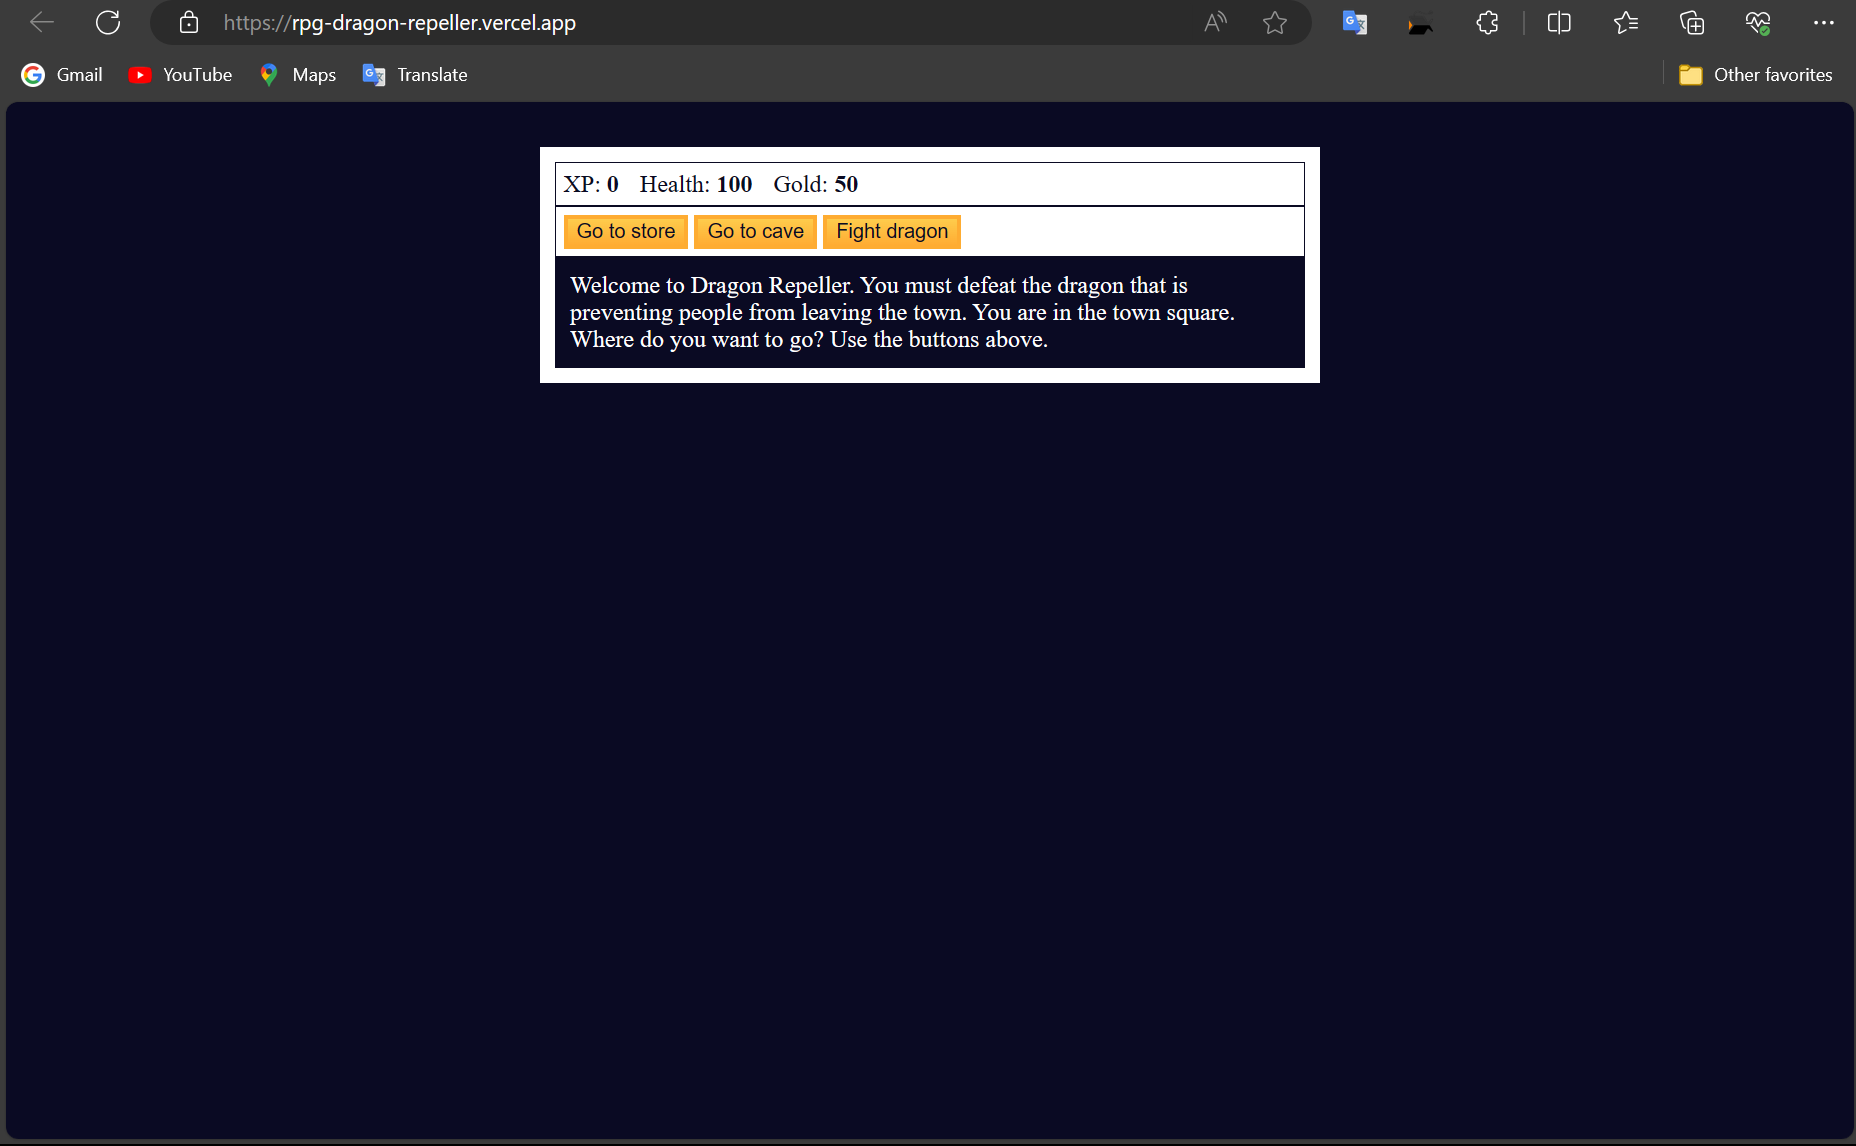 https://rpg-dragon-repeller.vercel.app
Gmail YouTube Maps Translate Other favorites
XP: 0 Health: 100 Gold: 50
Go to store Go to cave Fight dragon
Welcome to Dragon Repeller. You must defeat the dragon that is
preventing people from leaving the town. You are in the town square.
Where do you want to go? Use the buttons above.